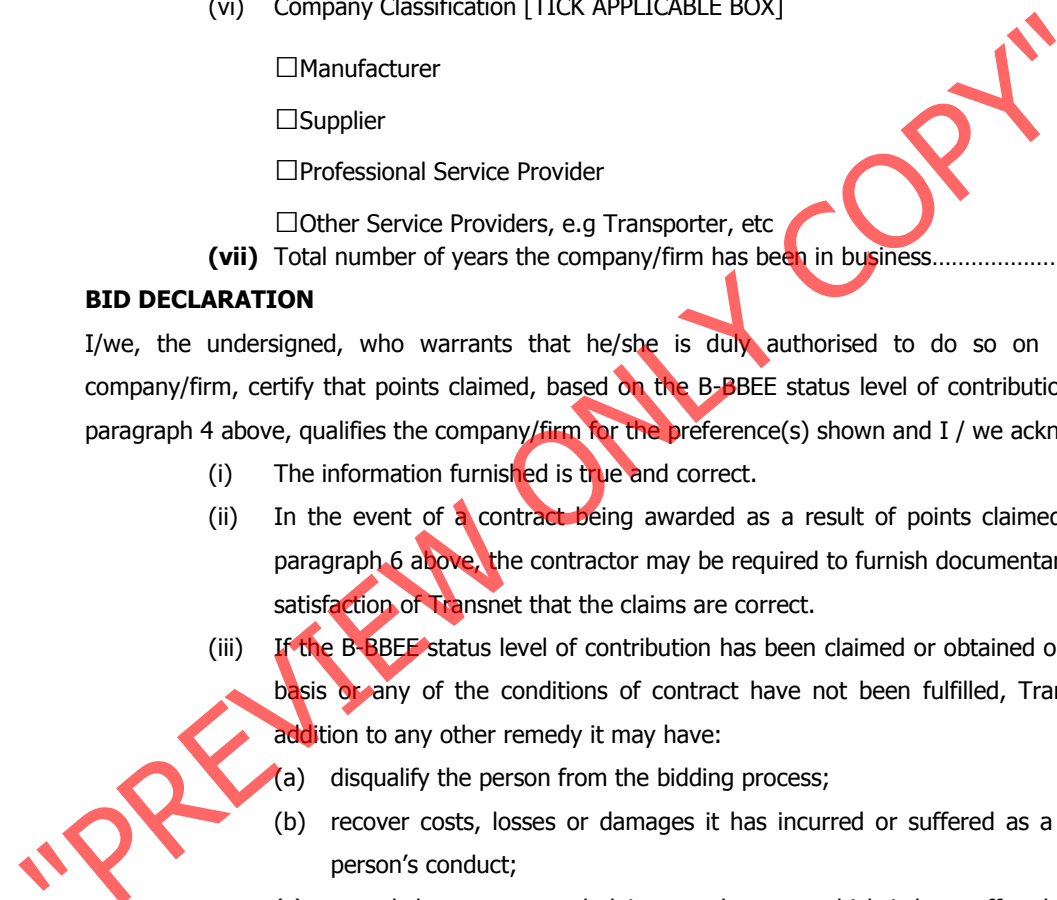 (vi) Company Classification [TICK APPLICABLE BOX]
☐Manufacturer
☐Supplier
☐Professional Service Provider
☐Other Service Providers, e.g Transporter, etc
(vii) Total number of years the company/firm has been in business...................
BID DECLARATION
I/we, the undersigned, who warrants that he/she is duly authorised to do so on
company/firm, certify that points claimed, based on the B-BBEE status level of contributio
paragraph 4 above, qualifies the company/firm for the preference(s) shown and I / we ackn
(i) The information furnished is true and correct.
(ii) In the event of a contract being awarded as a result of points claimed
paragraph 6 above, the contractor may be required to furnish documentar
satisfaction of Transnet that the claims are correct.
(iii) If the B-BBEE status level of contribution has been claimed or obtained o
basis or any of the conditions of contract have not been fulfilled, Tran
addition to any other remedy it may have:
(a) disqualify the person from the bidding process;
(b) recover costs, losses or damages it has incurred or suffered as a
person's conduct;
"PREVIEW ONLY COPY"